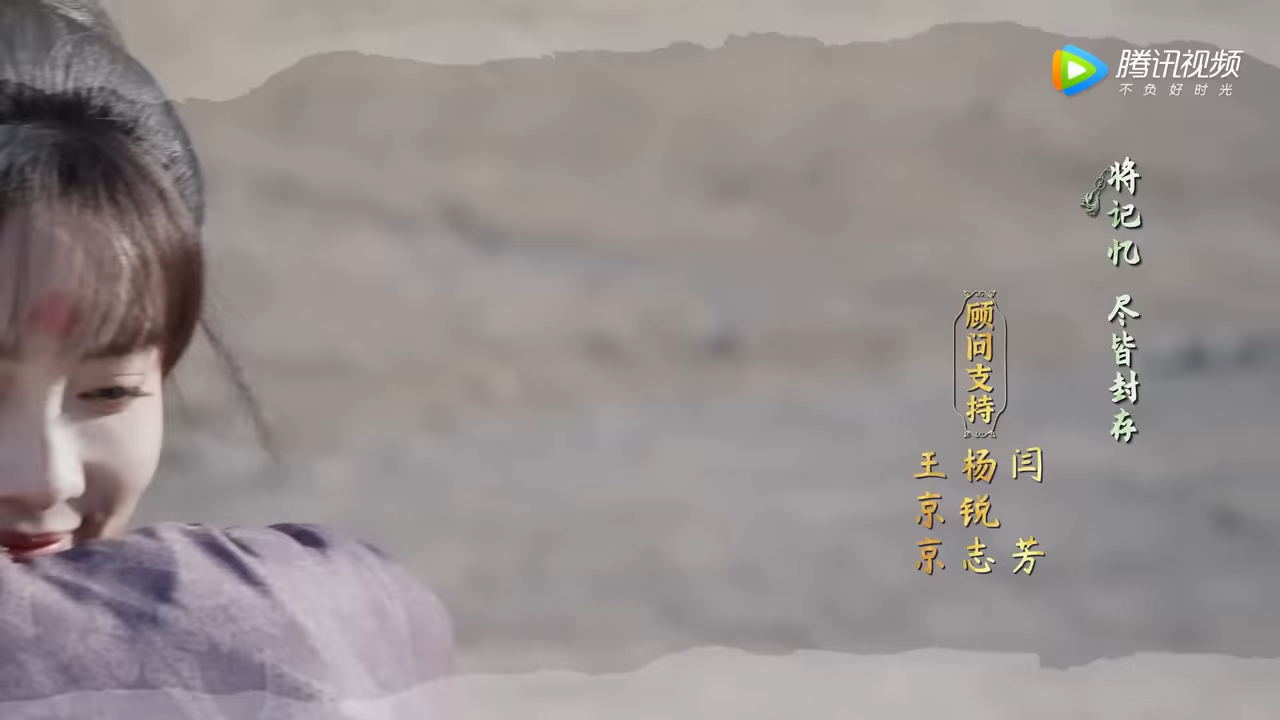 腾讯视频
不负好时光
将记忆 尽皆封存
顾问支持
闫芳
杨锐志
王京京